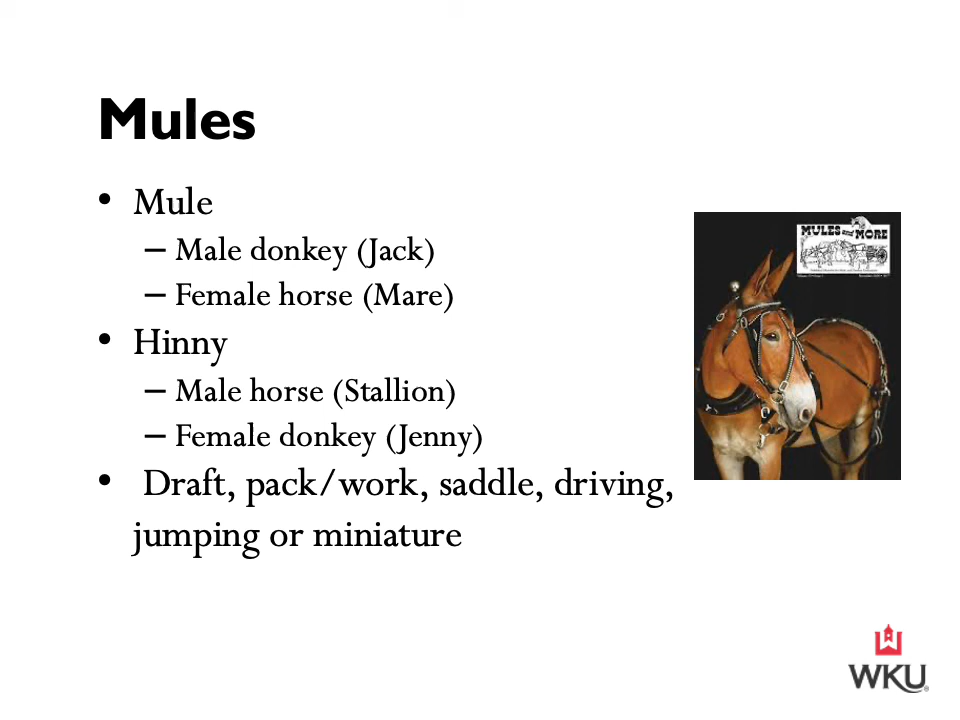 Mules
• Mule
– Male donkey (Jack)
– Female horse (Mare)
• Hinny
– Male horse (Stallion)
– Female donkey (Jenny)
• Draft, pack/work, saddle, driving,
jumping or miniature
MULES and MORE
WKU®